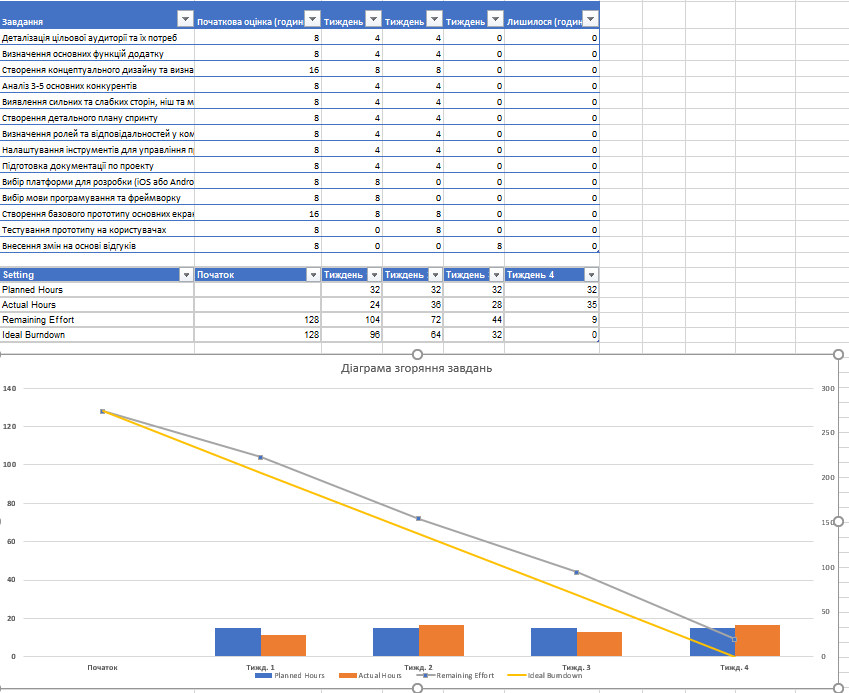 Завдання Початкова оцінка (годин Тиждень Тиждень Тиждень Лишилося (годин
Деталізація цільової аудиторії та їх потреб 8 4 4 0 0
Визначення основних функцій додатку 8 4 4 0 0
Створення концептуального дизайну та визна 16 8 8 0 0
Аналіз 3-5 основних конкурентів 8 4 4 0 0
Виявлення сильних та слабких сторін, ніш та м 8 4 4 0 0
Створення детального плану спринту 8 4 4 0 0
Визначення ролей та відповідальностей у ком 8 4 4 0 0
Налаштування інструментів для управління п 8 4 4 0 0
Підготовка документації по проекту 8 4 4 0 0
Вибір платформи для розробки (iOS або Andro 8 8 0 0 0
Вибір мови програмування та фреймворку 8 8 0 0 0
Створення базового прототипу основних екран 16 8 8 0 0
Тестування прототипу на користувачах 8 0 8 0 0
Внесення змін на основі відгуків 8 0 0 8 0
Setting Початок Тиждень Тиждень Тиждень Тиждень 4
Planned Hours 32 32 32 32
Actual Hours 24 36 28 35
Remaining Effort 128 104 72 44 9
Ideal Burndown 128 96 64 32 0
Діаграма згоряння завдань
140 300
120 250
100 200
80 150
60 100
40 50
20 0
0
Початок Тижд. 1 Тижд. 2 Тижд. 3 Тижд. 4
Planned Hours Actual Hours Remaining Effort Ideal Burndown